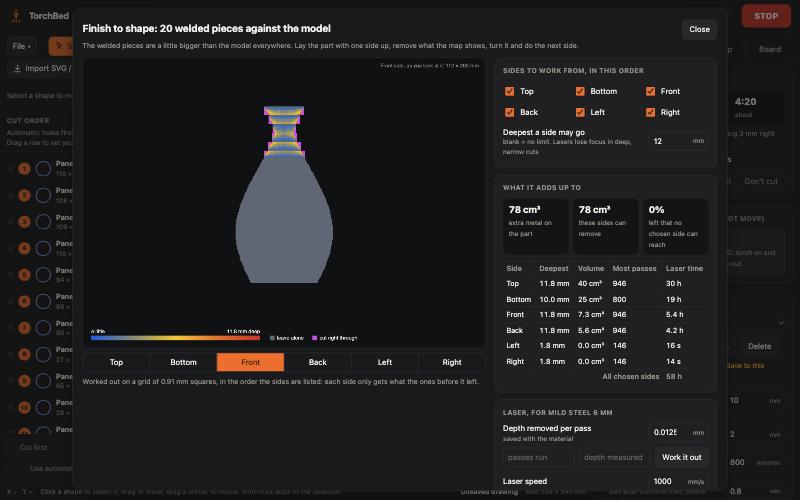 TorchBed
STOP
File
Import SVG /
Board
CUT ORDER
Finish to shape: 20 welded pieces against the model
Close
The welded pieces are a little bigger than the model everywhere. Lay the part with one side up, remove what the map shows, turn it and do the next side.
Front side, as you look at it: 112 × 202 mm
a little
11.8 mm deep
leave alone
cut right through
Top
Bottom
Front
Back
Left
Right
Worked out on a grid of 0.91 mm squares, in the order the sides are listed: each side only gets what the ones before it left.
SIDES TO WORK FROM, IN THIS ORDER
Top
Bottom
Front
Back
Left
Right
Deepest a side may go
blank = no limit. Lasers lose focus in deep, narrow cuts
12 mm
WHAT IT ADDS UP TO
78 cm³
extra metal on the part
78 cm³
these sides can remove
0%
left that no chosen side can reach
Side Deepest Volume Most passes Laser time
Top 11.8 mm 40 cm³ 946 30 h
Bottom 10.0 mm 25 cm³ 800 19 h
Front 11.8 mm 7.3 cm³ 946 5.4 h
Back 11.8 mm 5.6 cm³ 946 4.2 h
Left 1.8 mm 0.0 cm³ 146 16 s
Right 1.8 mm 0.0 cm³ 146 14 s
All chosen sides 58 h
LASER, FOR MILD STEEL 6 MM
Depth removed per pass
saved with the material
mm
passes run
depth measured
Work it out
Laser speed
1000 mm/s
4:20
about
Don't cut
Delete
Save to this
10 mm
2 mm
800 mm/min
0.8 s
Cut first